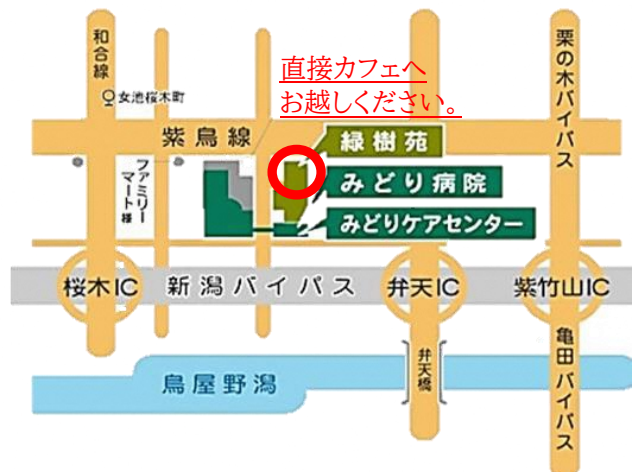 和合線
女池桜木町
直接カフェへ
お越しください。
栗の木バイパス
紫鳥線
緑樹苑
ファミリー
マート様
みどり病院
みどりケアセンター
桜木IC
新潟バイパス
弁天IC
紫竹山IC
鳥屋野潟
弁天橋
亀田バイパス